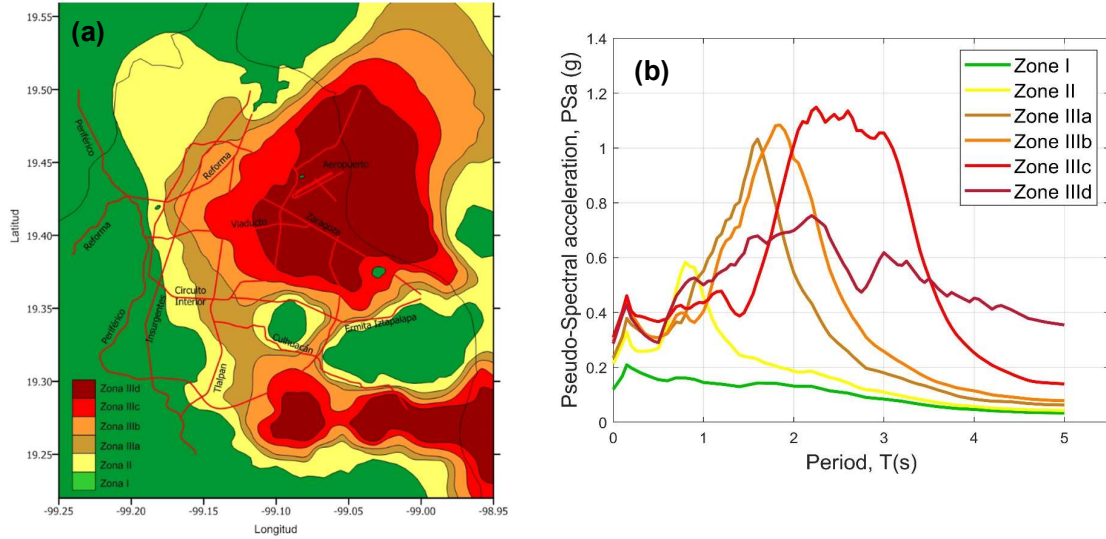 (a)
19.55
19.50
19.45
19.40
19.35
19.30
19.25
Latitud
-99.25
-99.20
-99.15
-99.10
-99.05
-99.00
-98.95
Longitud
Periférico
Reforma
Reforma
Aeropuerto
Viaducto
Zaragoza
Circuito
Interior
Periférico
Insurgentes
Tlalpan
Culhuacán
Ermita Iztapalapa
Zona IIId
Zona IIIc
Zona IIIb
Zona IIIa
Zona II
Zona I
(b)
Pseudo-Spectral acceleration, PSa (g)
1.4
1.2
1
0.8
0.6
0.4
0.2
0
0
1
2
3
4
5
Period, T(s)
Zone I
Zone II
Zone IIIa
Zone IIIb
Zone IIIc
Zone IIId